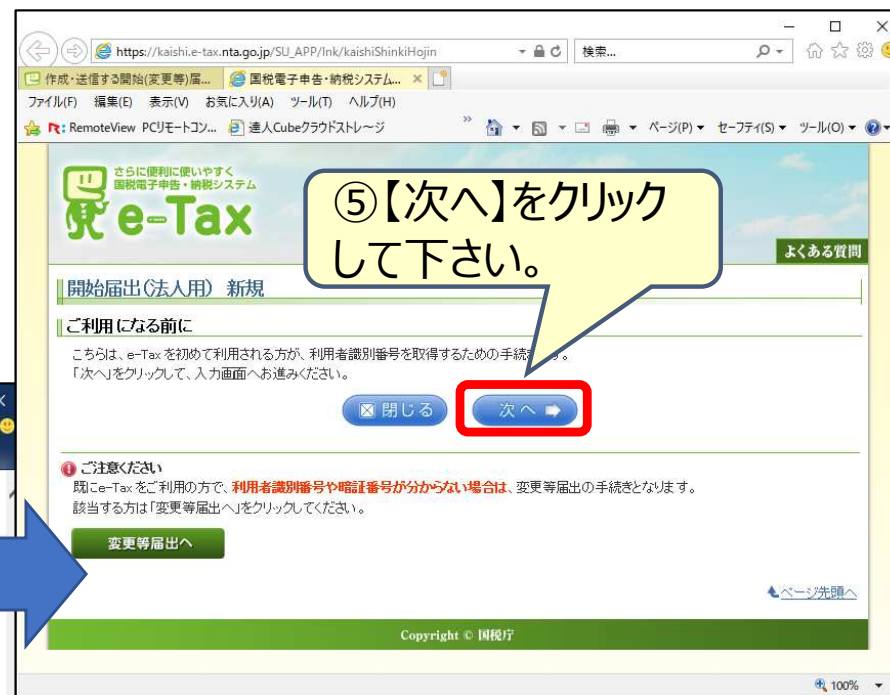 https://kaishi.e-tax.nta.go.jp/SU_APP/lnk/kaishiShinkiHojin
検索...
作成・送信する開始(変更等)届...
国税電子申告・納税システム...
ファイル(F) 編集(E) 表示(V) お気に入り(A) ツール(T) ヘルプ(H)
RemoteView PCリモートコン...
達人Cubeクラウドストレージ
ページ(P) セーフティ(S) ツール(O)
さらに便利に使いやすく
国税電子申告・納税システム
e-Tax
⑤【次へ】をクリック
して下さい。
よくある質問
開始届出(法人用) 新規
ご利用になる前に
こちらは、e-Taxを初めて利用される方が、利用者識別番号を取得するための手続
「次へ」をクリックして、入力画面へお進みください。
閉じる
次へ
ご注意ください
既にe-Taxをご利用の方で、利用者識別番号や暗証番号が分からない場合は、変更等届出の手続きとなります。
該当する方は「変更等届出へ」をクリックしてください。
変更等届出へ
ページ先頭へ
Copyright © 国税庁
100%